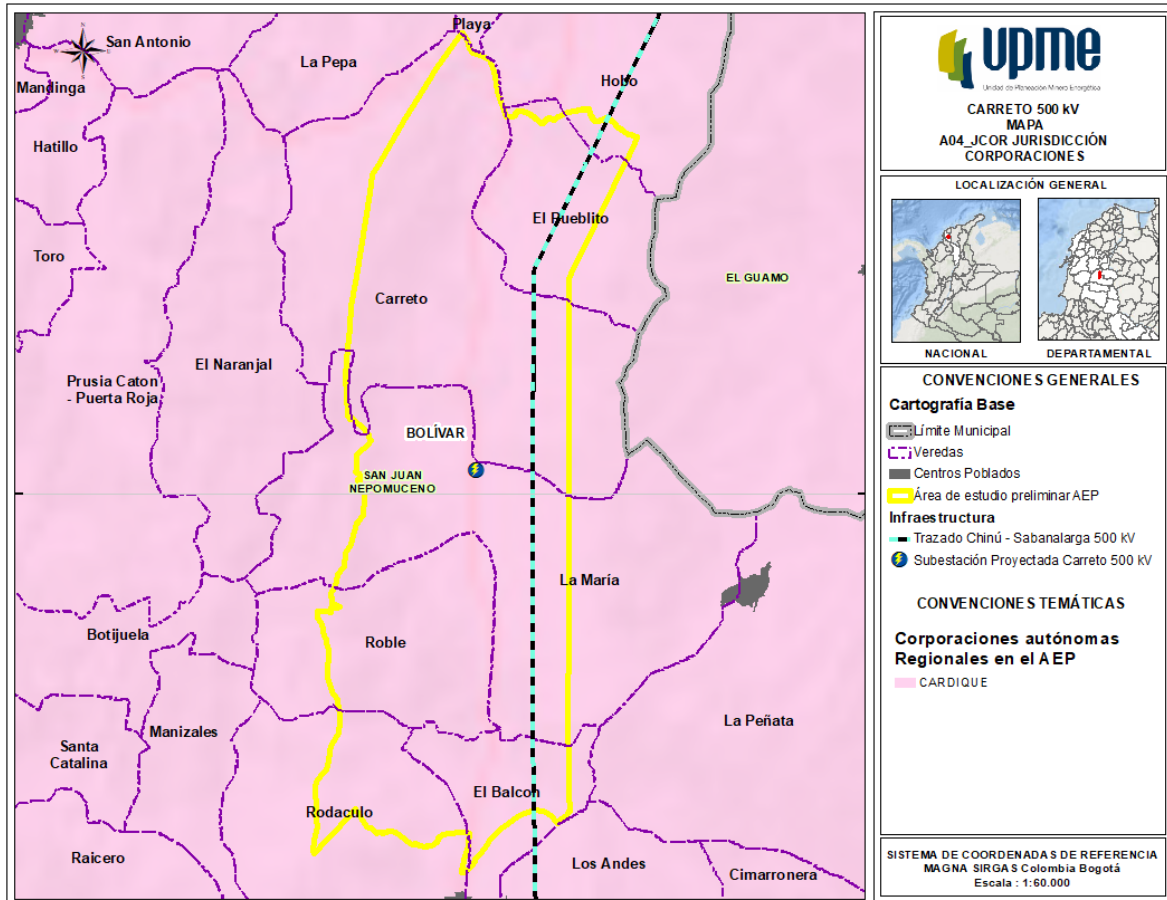 Playa
San Antonio
La Pepa
Hobo
Mandinga
Hatillo
El Pueblito
Toro
EL GUAMO
Carreto
El Naranjal
Prusia Caton
- Puerta Roja
BOLÍVAR
SAN JUAN
NEPOMUCENO
La María
Botijuela
Roble
La Peñata
Manizales
Santa
Catalina
El Balcon
Rodaculo
Raicero
Los Andes
Cimarronera
upme
Unidad de Planeación Minero Energética
CARRETO 500 kV
MAPA
A04_JCOR JURISDICCIÓN
CORPORACIONES
LOCALIZACIÓN GENERAL
NACIONAL
DEPARTAMENTAL
CONVENCIONES GENERALES
Cartografía Base
Límite Municipal
Veredas
Centros Poblados
Área de estudio preliminar AEP
Infraestructura
Trazado Chinú - Sabanalarga 500 kV
Subestación Proyectada Carreto 500 kV
CONVENCIONES TEMÁTICAS
Corporaciones autónomas
Regionales en el AEP
CARDIQUE
SISTEMA DE COORDENADAS DE REFERENCIA
MAGNA SIRGAS Colombia Bogotá
Escala : 1:60.000